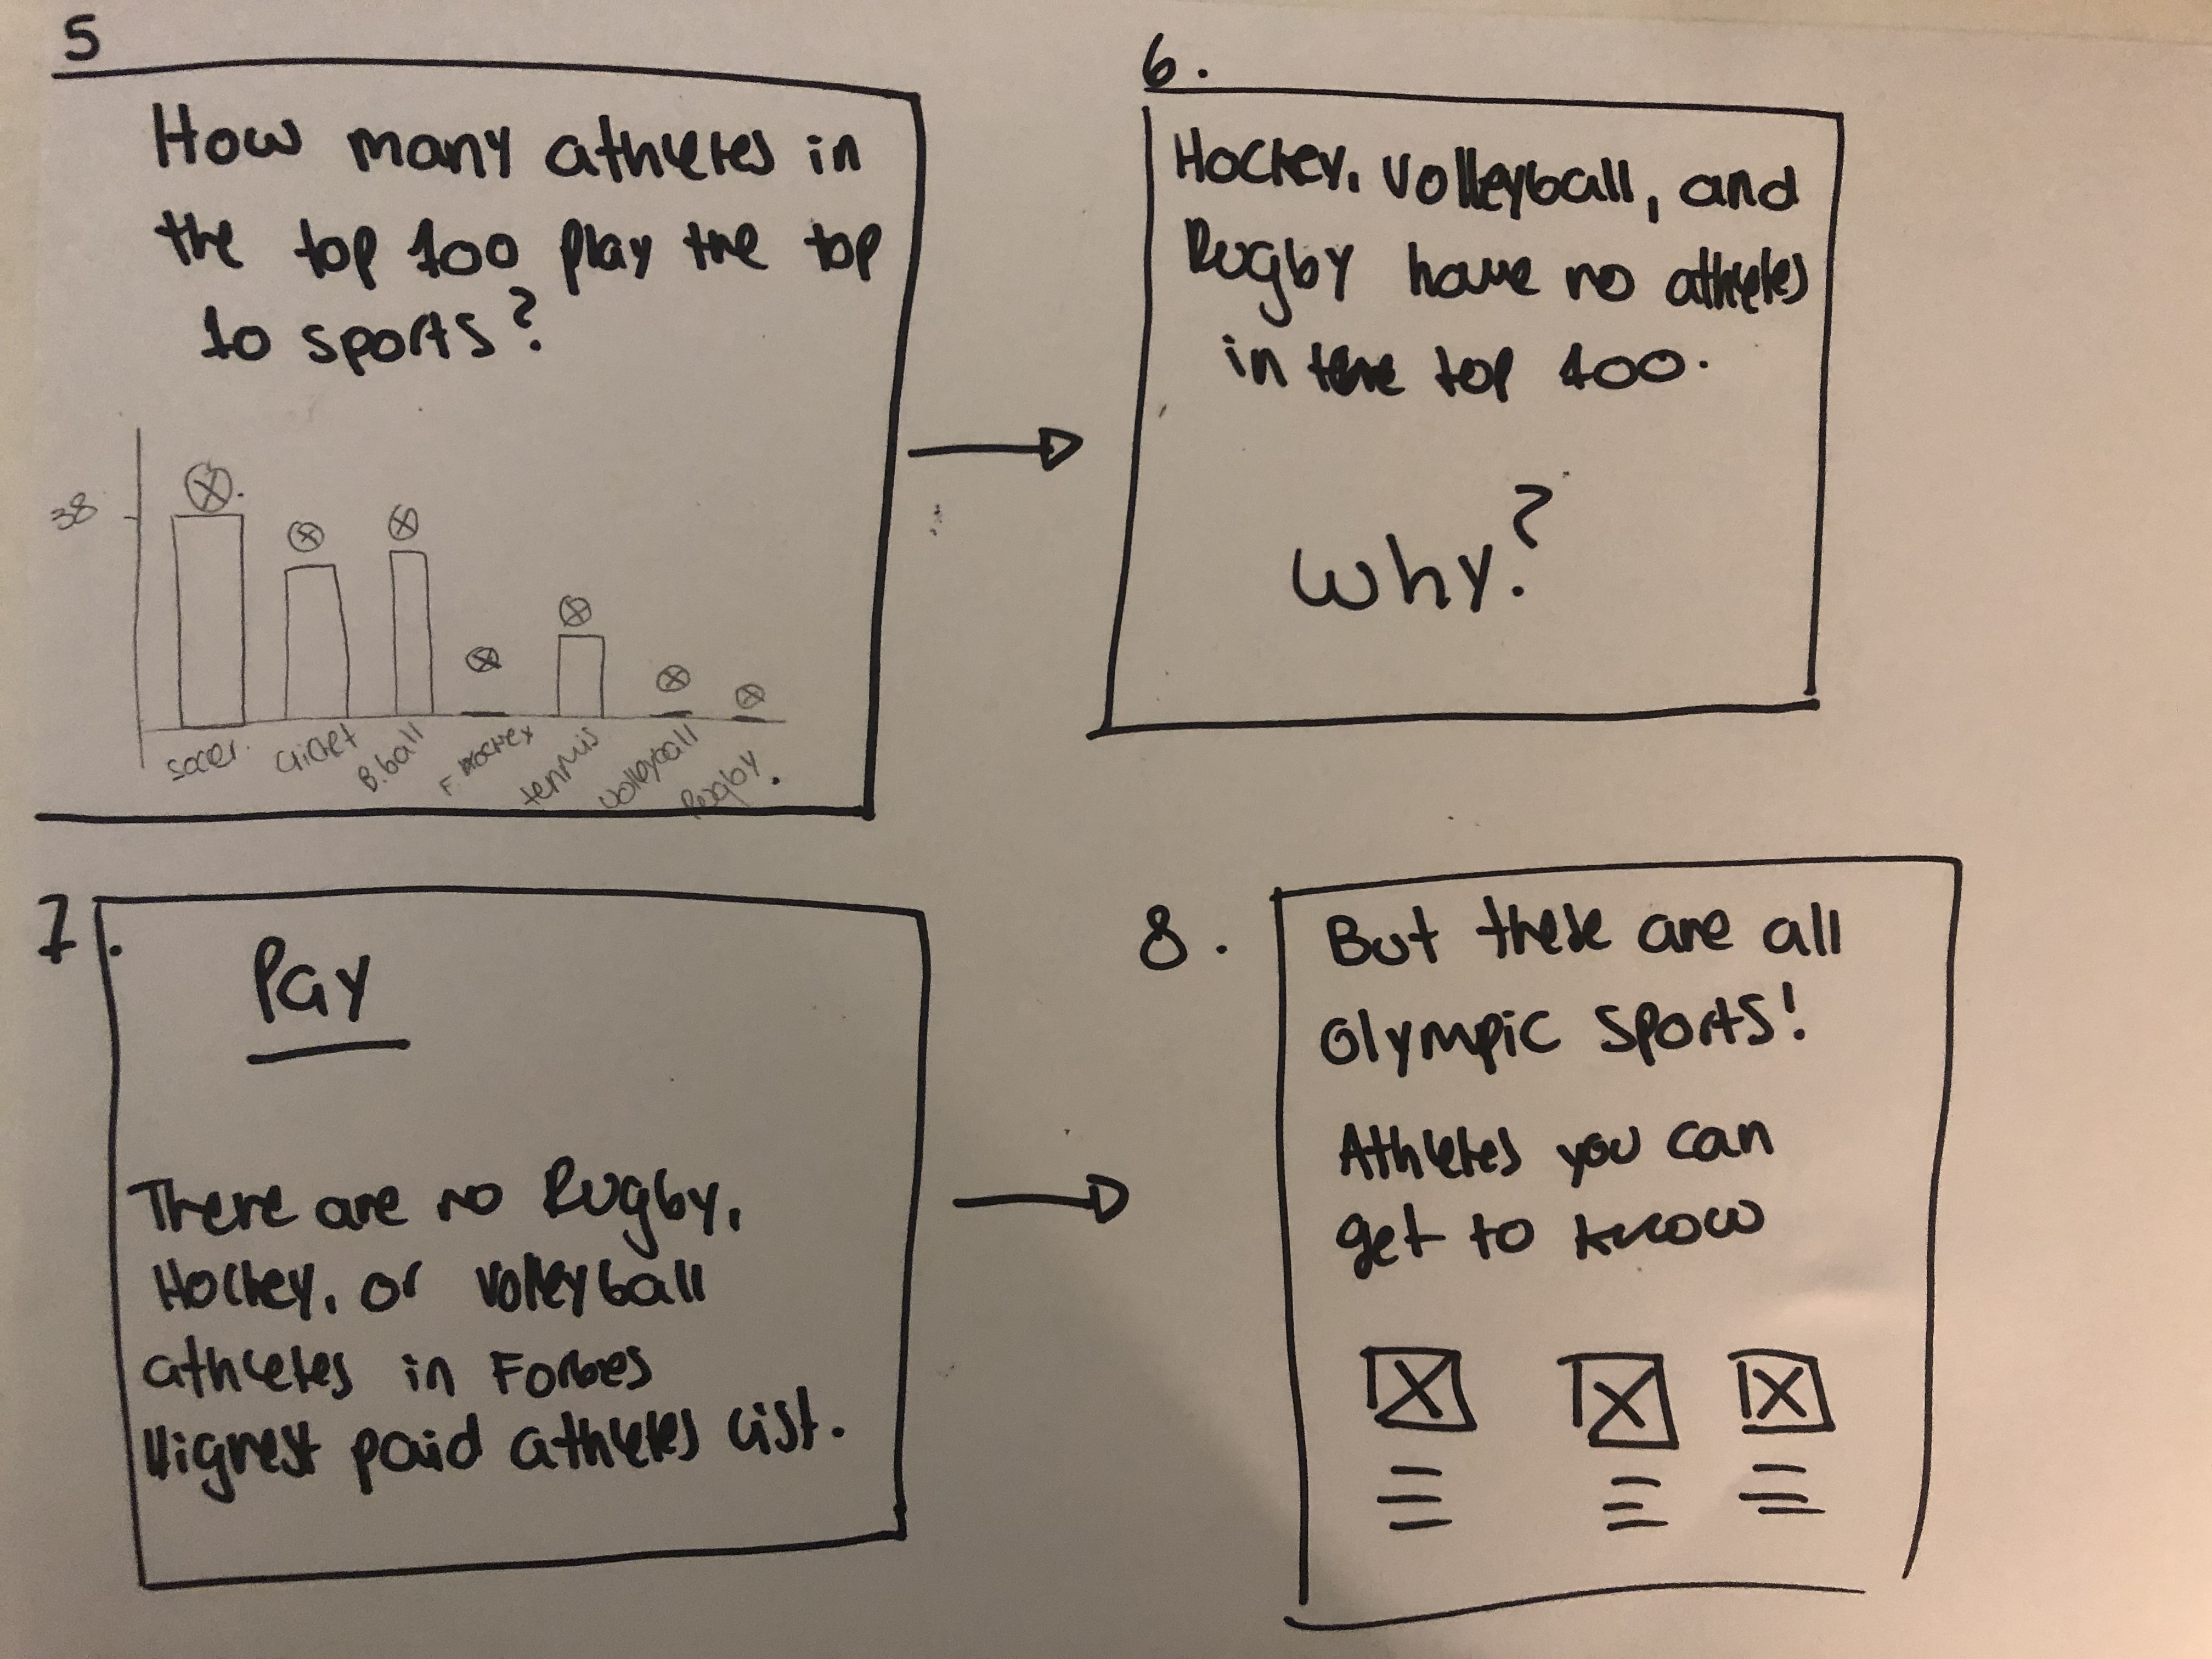 5
How many athletes in
the top 100 play the top
10 sports?
38
soccer.
Cricket
B.ball
F. Hockey
tennis
Volleyball
Rugby.
6.
Hockey, Volleyball, and
Rugby have no athletes
in the top 100.
Why?
7.
Pay
There are no Rugby,
Hockey, or Volleyball
athletes in Forbes
Highest paid athletes list.
8.
But these are all
Olympic Sports!
Athletes you can
get to know